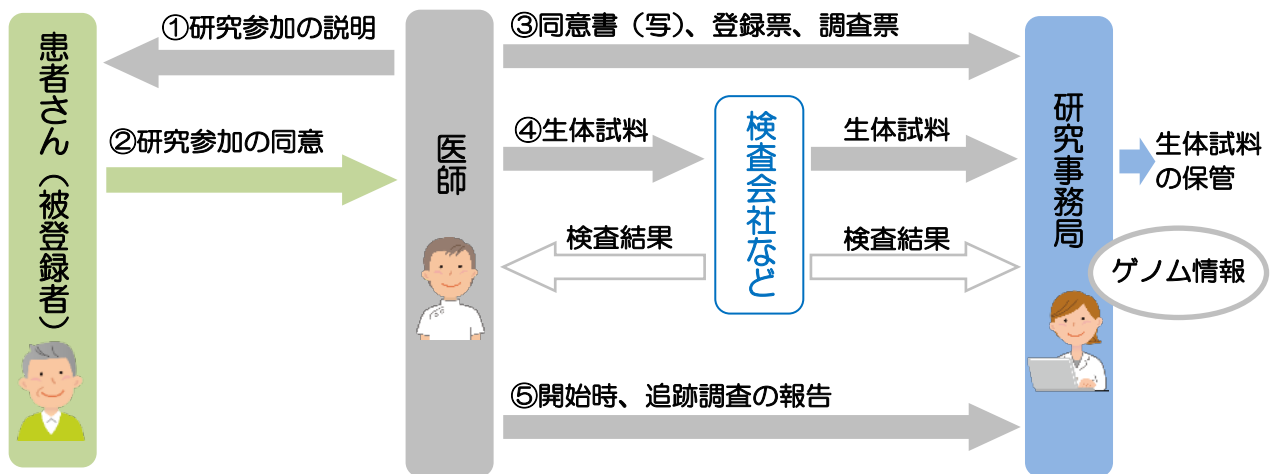 患者さん（被登録者）
①研究参加の説明
②研究参加の同意
医師
③同意書（写）、登録票、調査票
④生体試料
検査会社など
生体試料
検査結果
検査結果
⑤開始時、追跡調査の報告
研究事務局
生体試料
の保管
ゲノム情報